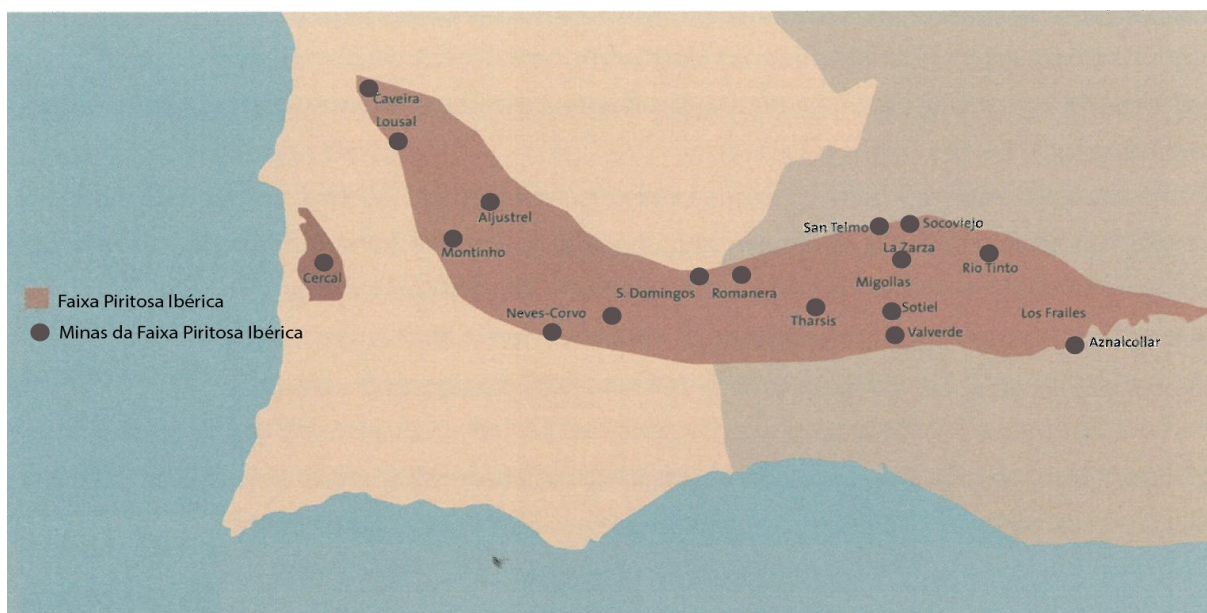 Caveira
Lousal
Aljustrel
Montinho
Cercal
San Telmo
Socoviejo
La Zarza
Rio Tinto
Migollas
S. Domingos
Romanera
Faixa Piritosa Ibérica
Neves-Corvo
Tharsis
Sotiel
Los Frailes
Minas da Faixa Piritosa Ibérica
Valverde
Aznalcollar